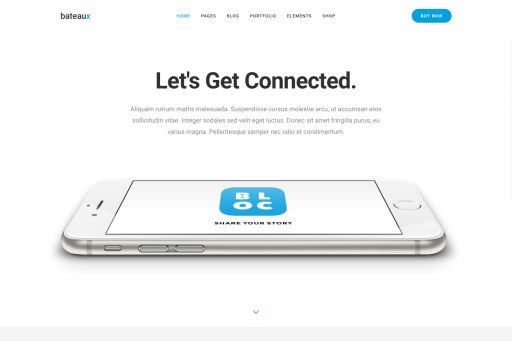 bateaux
HOME PAGES BLOG PORTFOLIO ELEMENTS SHOP
BUY NOW
Let's Get Connected.
Aliquam rutrum mattis malesuada. Suspendisse cursus molestie arcu, ut accumsan eros
sollicitudin vitae. Integer sodales sed velit eget luctus. Donec sit amet fringilla purus, eu
varius magna. Pellentesque semper nec odio et condimentum.
BL
OC
SHARE YOUR STORY